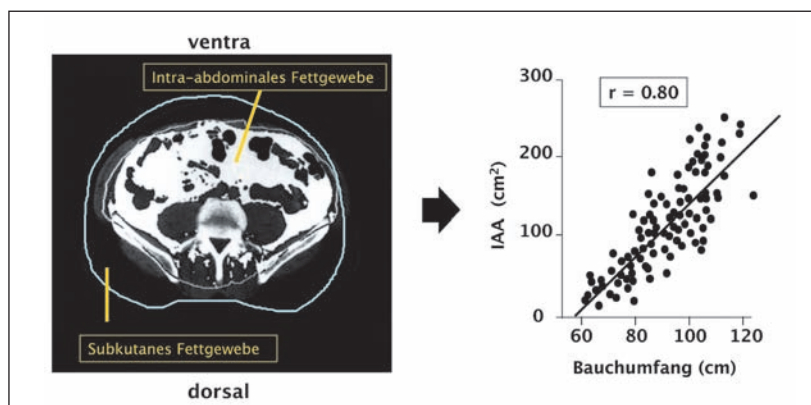 ventra
Intra-abdominales Fettgewebe
Subkutanes Fettgewebe
dorsal
300
200
100
0
IAA (cm²)
r = 0.80
60 80 100 120
Bauchumfang (cm)